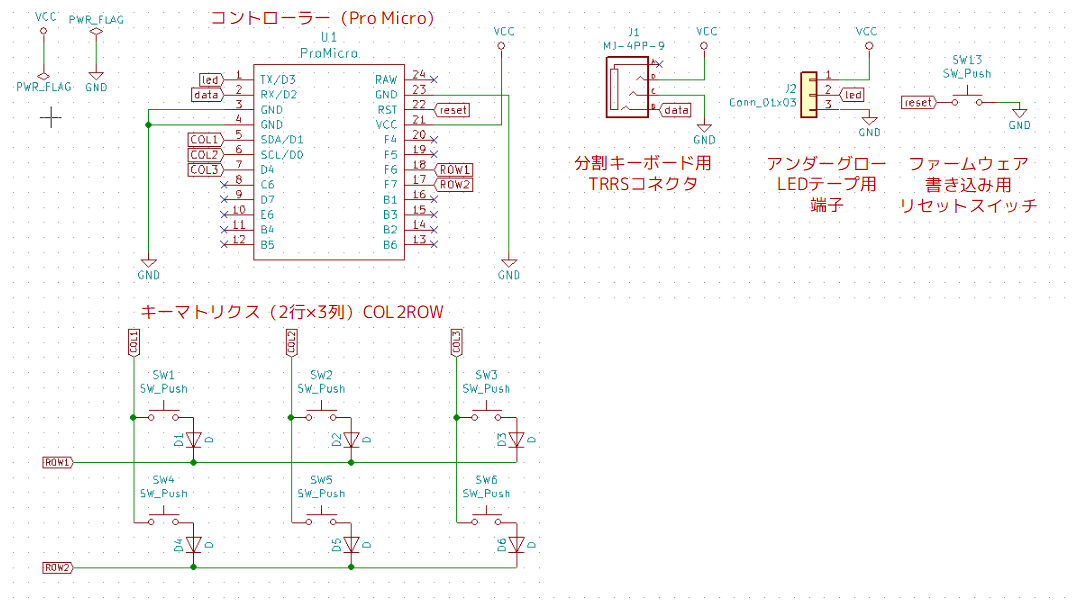 VCC
PWR_FLAG
PWR_FLAG
GND
コントローラー（Pro Micro）
U1
ProMicro
led 1 TX/D3
data 2 RX/D2
3 GND
4 GND
COL1 5 SDA/D1
COL2 6 SCL/D0
COL3 7 D4
8 C6
9 D7
10 E6
11 B4
12 B5
RAW 24
GND 23
RST 22 reset
VCC 21
F4 20
F5 19
F6 18 ROW1
F7 17 ROW2
B1 16
B3 15
B2 14
B6 13
VCC
GND
GND
J1
MJ-4PP-9
VCC
A
D
C
B
data
GND
分割キーボード用
TRRSコネクタ
VCC
J2
Conn_01x03
1
2 led
3
GND
アンダーグロー
LEDテープ用
端子
SW13
SW_Push
reset
GND
ファームウェア
書き込み用
リセットスイッチ
キーマトリクス（2行×3列）COL2ROW
COL1
COL2
COL3
SW1
SW_Push
SW2
SW_Push
SW3
SW_Push
D1 D
D2 D
D3 D
ROW1
SW4
SW_Push
SW5
SW_Push
SW6
SW_Push
D4 D
D5 D
D6 D
ROW2